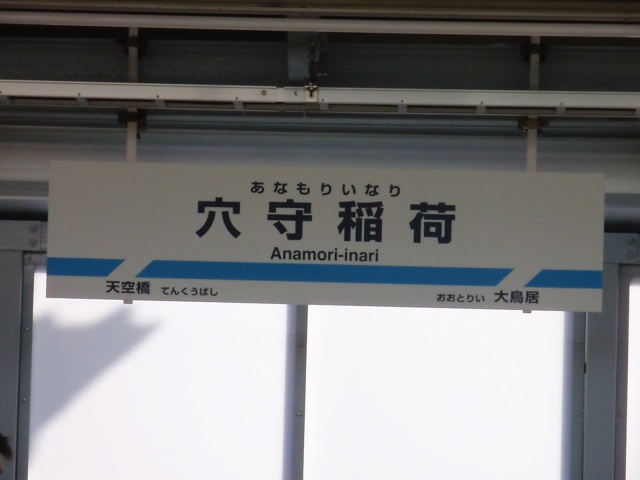 あなもりいなり
穴守稲荷
Anamori-inari
天空橋 てんくうばし
おおとりい 大鳥居